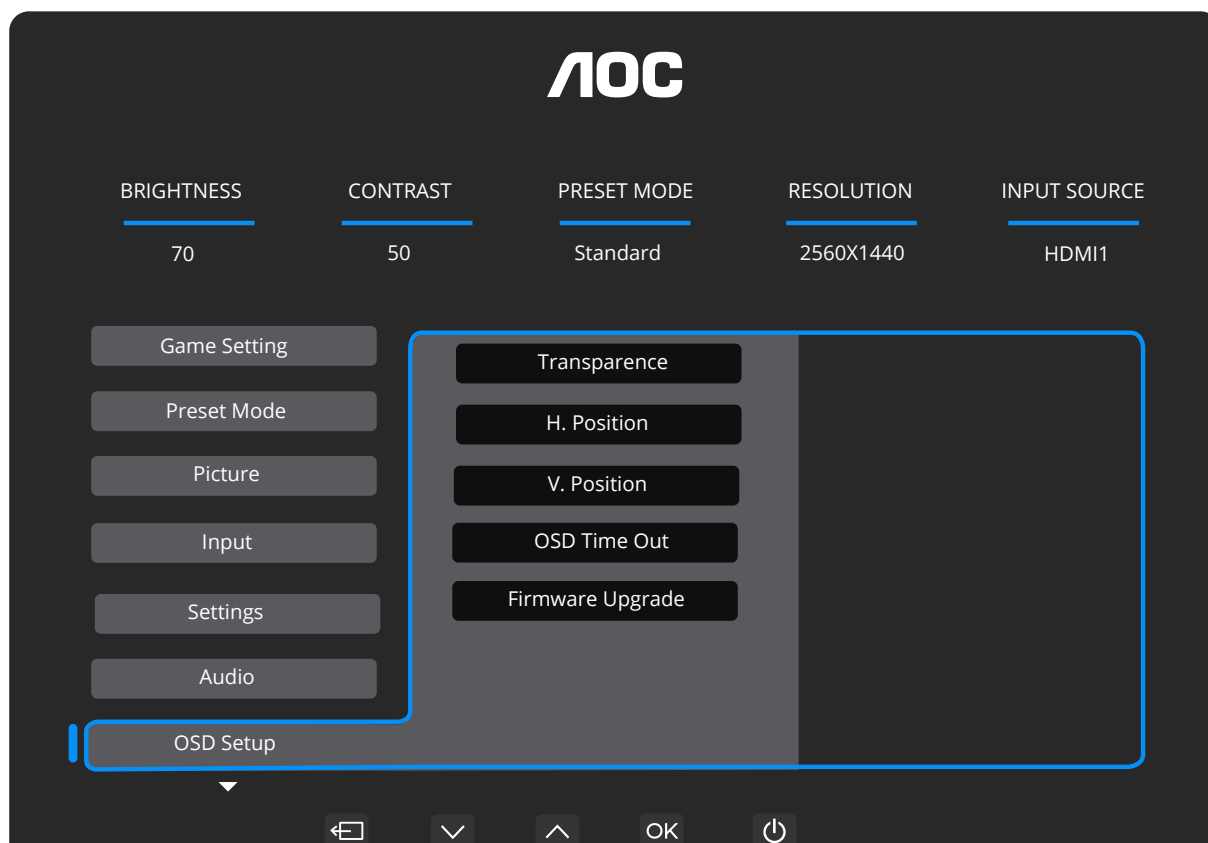 AOC
BRIGHTNESS CONTRAST PRESET MODE RESOLUTION INPUT SOURCE
70 50 Standard 2560X1440 HDMI1
Game Setting
Preset Mode
Picture
Input
Settings
Audio
OSD Setup
Transparence
H. Position
V. Position
OSD Time Out
Firmware Upgrade
OK